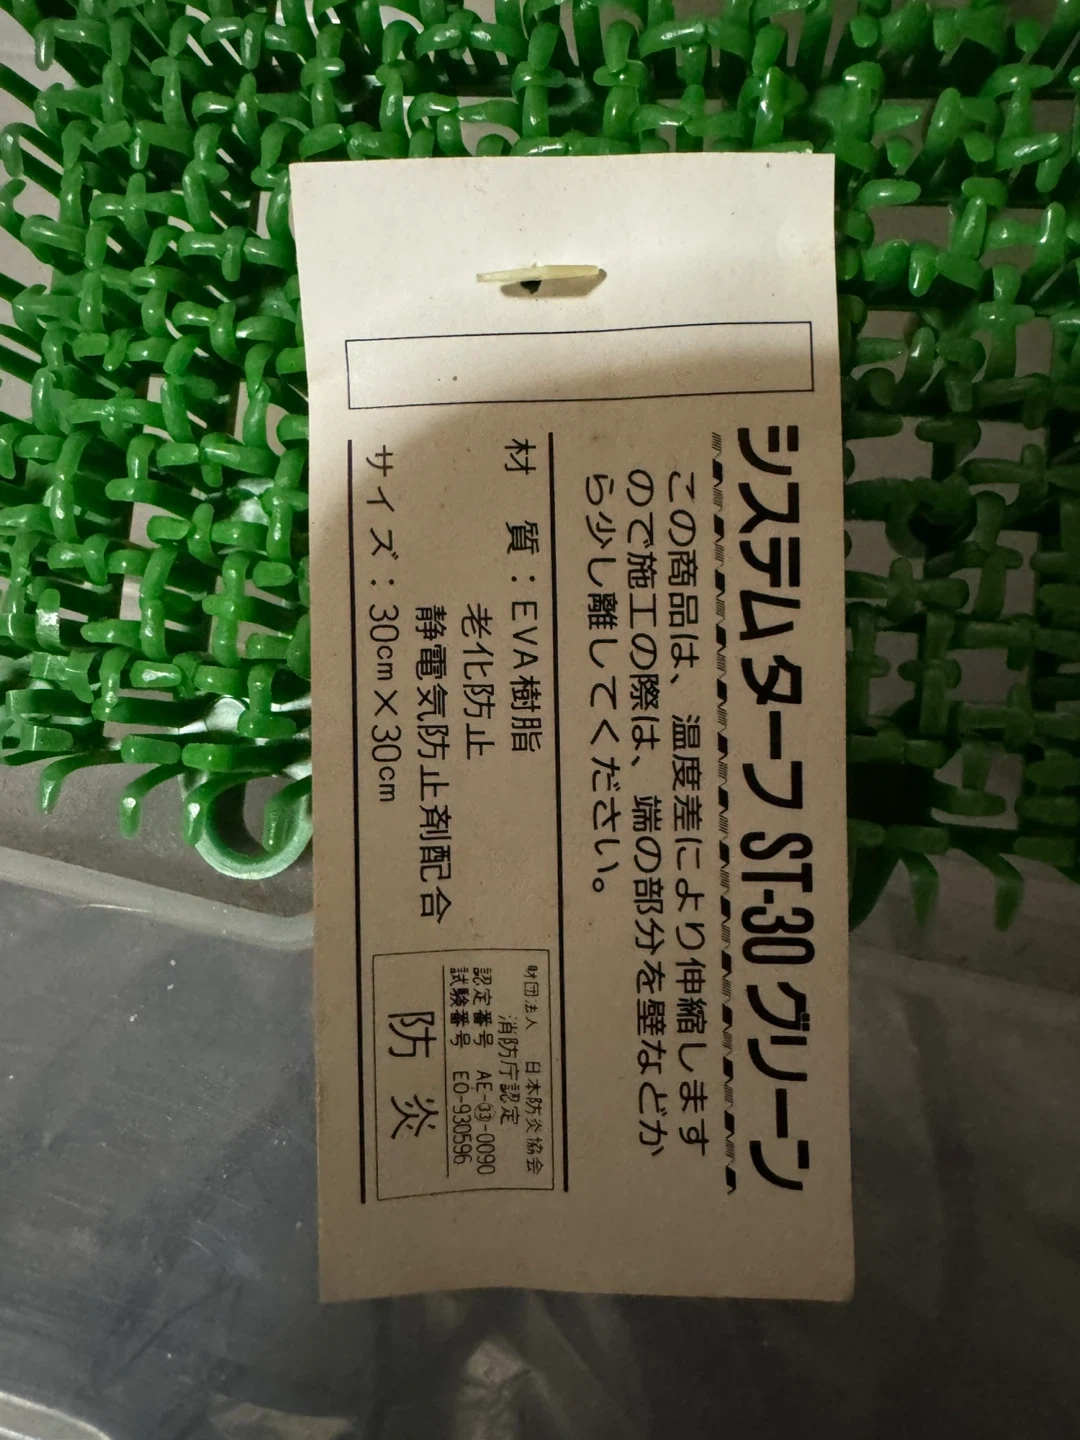 システムターフ ST-30 グリーン
この商品は、温度差により伸縮します
ので施工の際は、端の部分を壁などか
ら少し離してください。
材　質：EVA樹脂
老化防止
静電気防止剤配合
サイズ：30cm×30cm
財団法人　日本防炎協会
消防庁認定
認定番号　AE-㉝-0090
試験番号　EO-930596
防炎